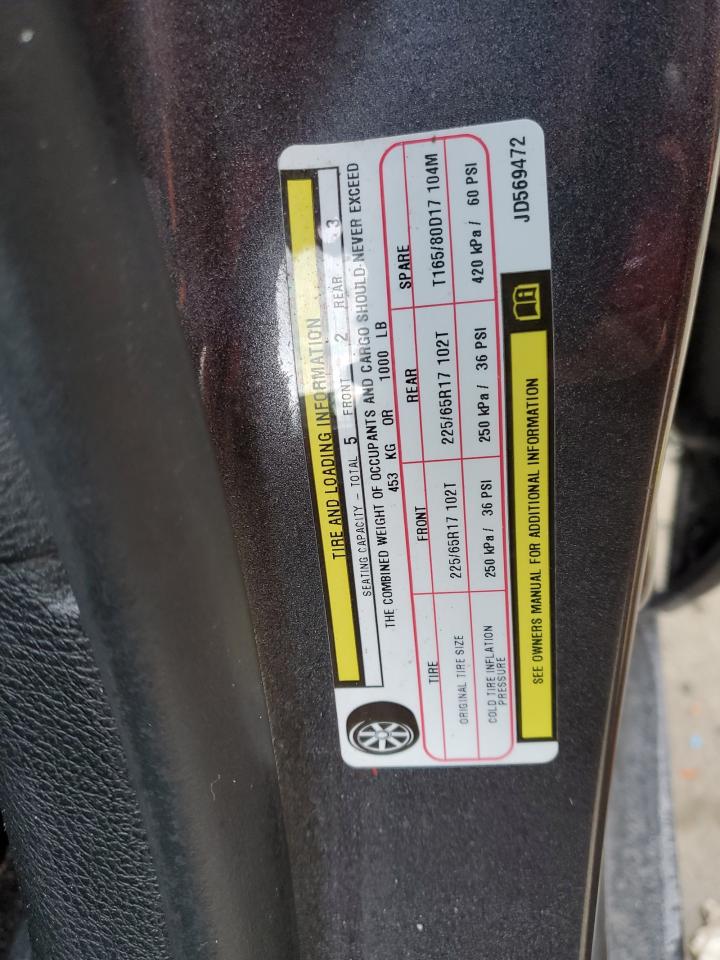 TIRE AND LOADING INFORMATION
SEATING CAPACITY - TOTAL 5 FRONT 2 REAR 3
THE COMBINED WEIGHT OF OCCUPANTS AND CARGO SHOULD NEVER EXCEED
453 KG OR 1000 LB
TIRE FRONT REAR SPARE
ORIGINAL TIRE SIZE 225/65R17 102T 225/65R17 102T T165/80D17 104M
COLD TIRE INFLATION PRESSURE 250 kPa / 36 PSI 250 kPa / 36 PSI 420 kPa / 60 PSI
SEE OWNERS MANUAL FOR ADDITIONAL INFORMATION
JD569472